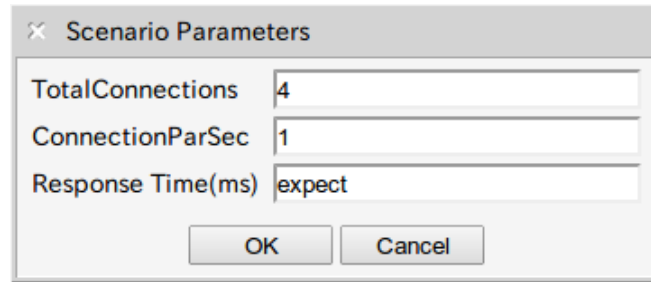 Scenario Parameters
TotalConnections 4
ConnectionParSec 1
Response Time(ms) expect
OK Cancel